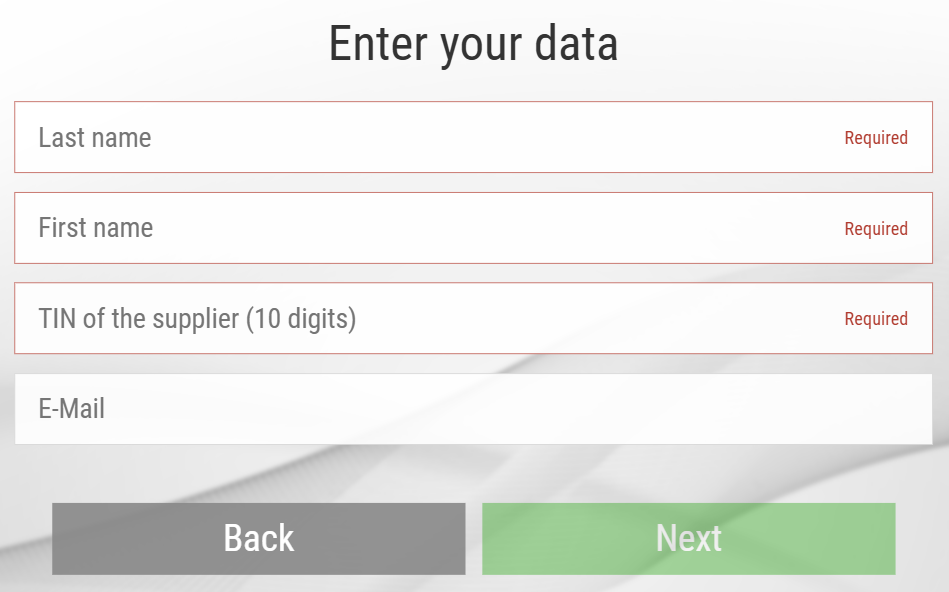 Enter your data
Last name Required
First name Required
TIN of the supplier (10 digits) Required
E-Mail
Back Next